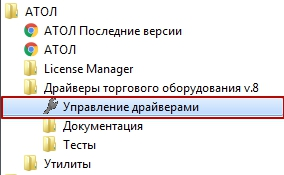 АТОЛ
АТОЛ Последние версии
АТОЛ
License Manager
Драйверы торгового оборудования v.8
Управление драйверами
Документация
Тесты
Утилиты